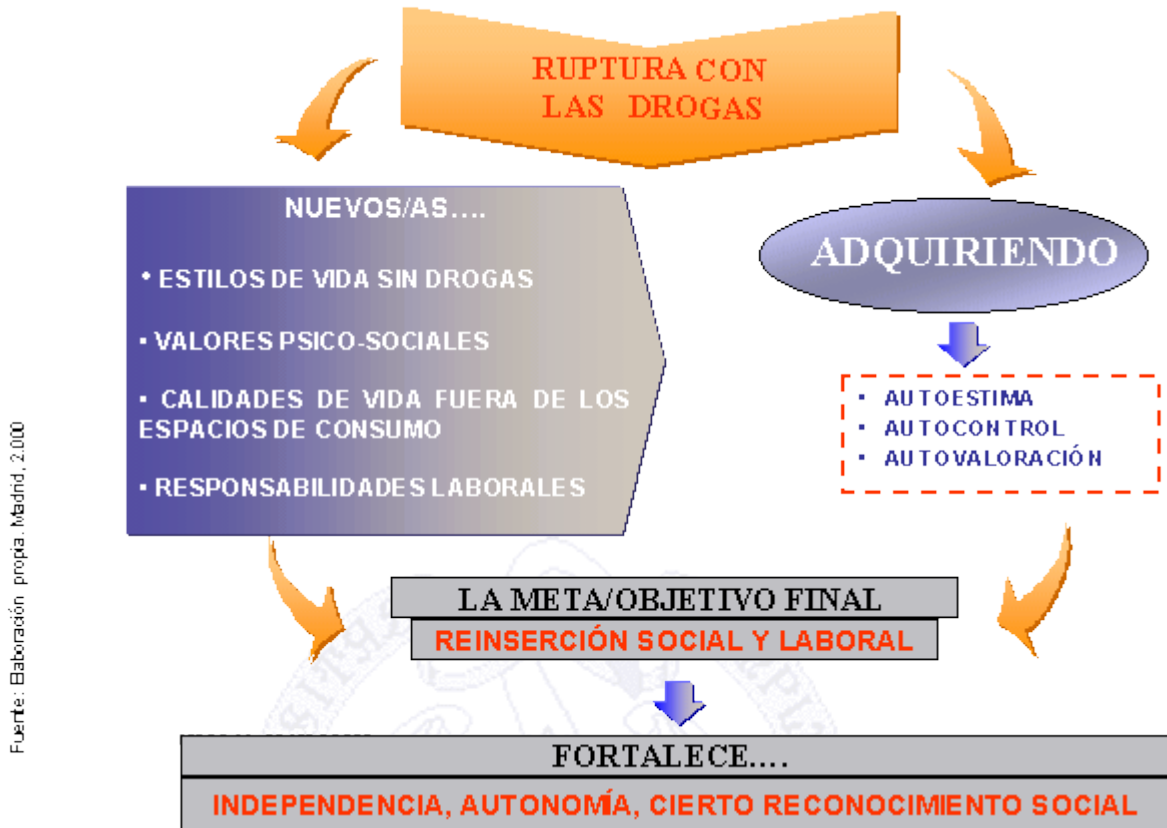 RUPTURA CON
LAS DROGAS
NUEVOS/AS....
• ESTILOS DE VIDA SIN DROGAS
▪ VALORES PSICO-SOCIALES
▪ CALIDADES DE VIDA FUERA DE LOS
ESPACIOS DE CONSUMO
▪ RESPONSABILIDADES LABORALES
ADQUIRIENDO
▪ AUTOESTIMA
▪ AUTOCONTROL
▪ AUTOVALORACIÓN
LA META/OBJETIVO FINAL
REINSERCIÓN SOCIAL Y LABORAL
FORTALECE....
INDEPENDENCIA, AUTONOMÍA, CIERTO RECONOCIMIENTO SOCIAL
Fuente: Elaboración propia. Madrid, 2.000